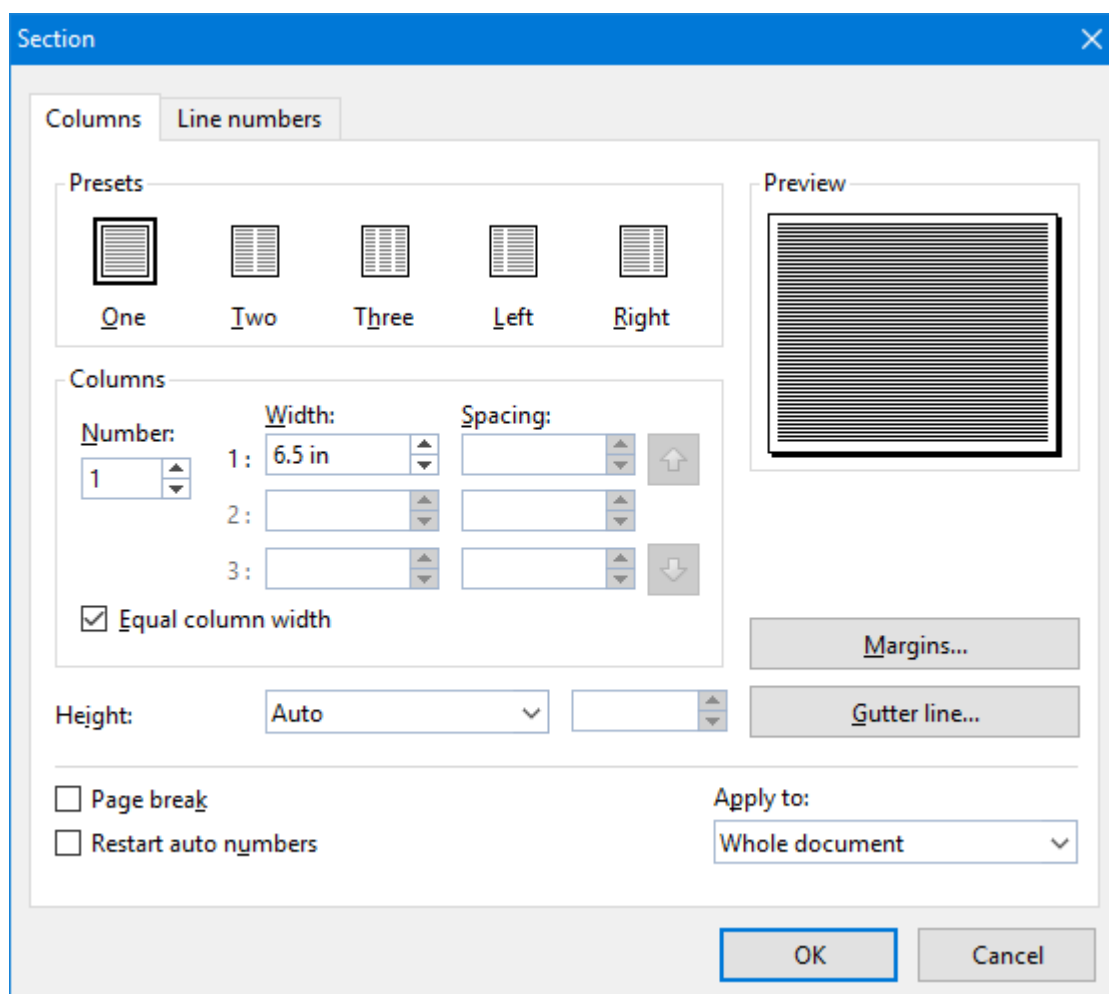 Section
Columns Line numbers
Presets
One Two Three Left Right
Preview
Columns
Number: Width: Spacing:
1 1: 6.5 in
2:
3:
Equal column width
Margins...
Height: Auto
Gutter line...
Page break
Restart auto numbers
Apply to:
Whole document
OK Cancel